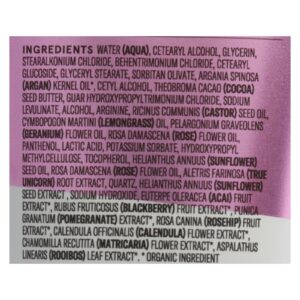 INGREDIENTS WATER (AQUA), CETEARYL ALCOHOL, GLYCERIN,
STEARALKONIUM CHLORIDE, BEHENTRIMONIUM CHLORIDE, CETEARYL
GLUCOSIDE, GLYCERYL STEARATE, SORBITAN OLIVATE, ARGANIA SPINOSA
(ARGAN) KERNEL OIL*, CETYL ALCOHOL, THEOBROMA CACAO (COCOA)
SEED BUTTER, GUAR HYDROXYPROPYLTRIMONIUM CHLORIDE, SODIUM
LEVULINATE, ALCOHOL, ARGININE, RICINUS COMMUNIS (CASTOR) SEED OIL,
CYMBOPOGON MARTINI (LEMONGRASS) OIL, PELARGONIUM GRAVEOLENS
(GERANIUM) FLOWER OIL, ROSA DAMASCENA (ROSE) FLOWER OIL,
PANTHENOL, LACTIC ACID, POTASSIUM SORBATE, HYDROXYPROPYL
METHYLCELLULOSE, TOCOPHEROL, HELIANTHUS ANNUUS (SUNFLOWER)
SEED OIL, ROSA DAMASCENA (ROSE) FLOWER OIL, ALETRIS FARINOSA (TRUE
UNICORN) ROOT EXTRACT*, QUARTZ, HELIANTHUS ANNUUS (SUNFLOWER)
SEED EXTRACT*, SODIUM HYDROXIDE, EUTERPE OLERACEA (ACAI) FRUIT
EXTRACT*, RUBUS FRUTICOSUS (BLACKBERRY) FRUIT EXTRACT*, PUNICA
GRANATUM (POMEGRANATE) EXTRACT*, ROSA CANINA (ROSEHIP) FRUIT
EXTRACT*, CALENDULA OFFICINALIS (CALENDULA) FLOWER EXTRACT*,
CHAMOMILLA RECUTITA (MATRICARIA) FLOWER EXTRACT*, ASPALATHUS
LINEARIS (ROOIBOS) LEAF EXTRACT*. * ORGANIC INGREDIENT